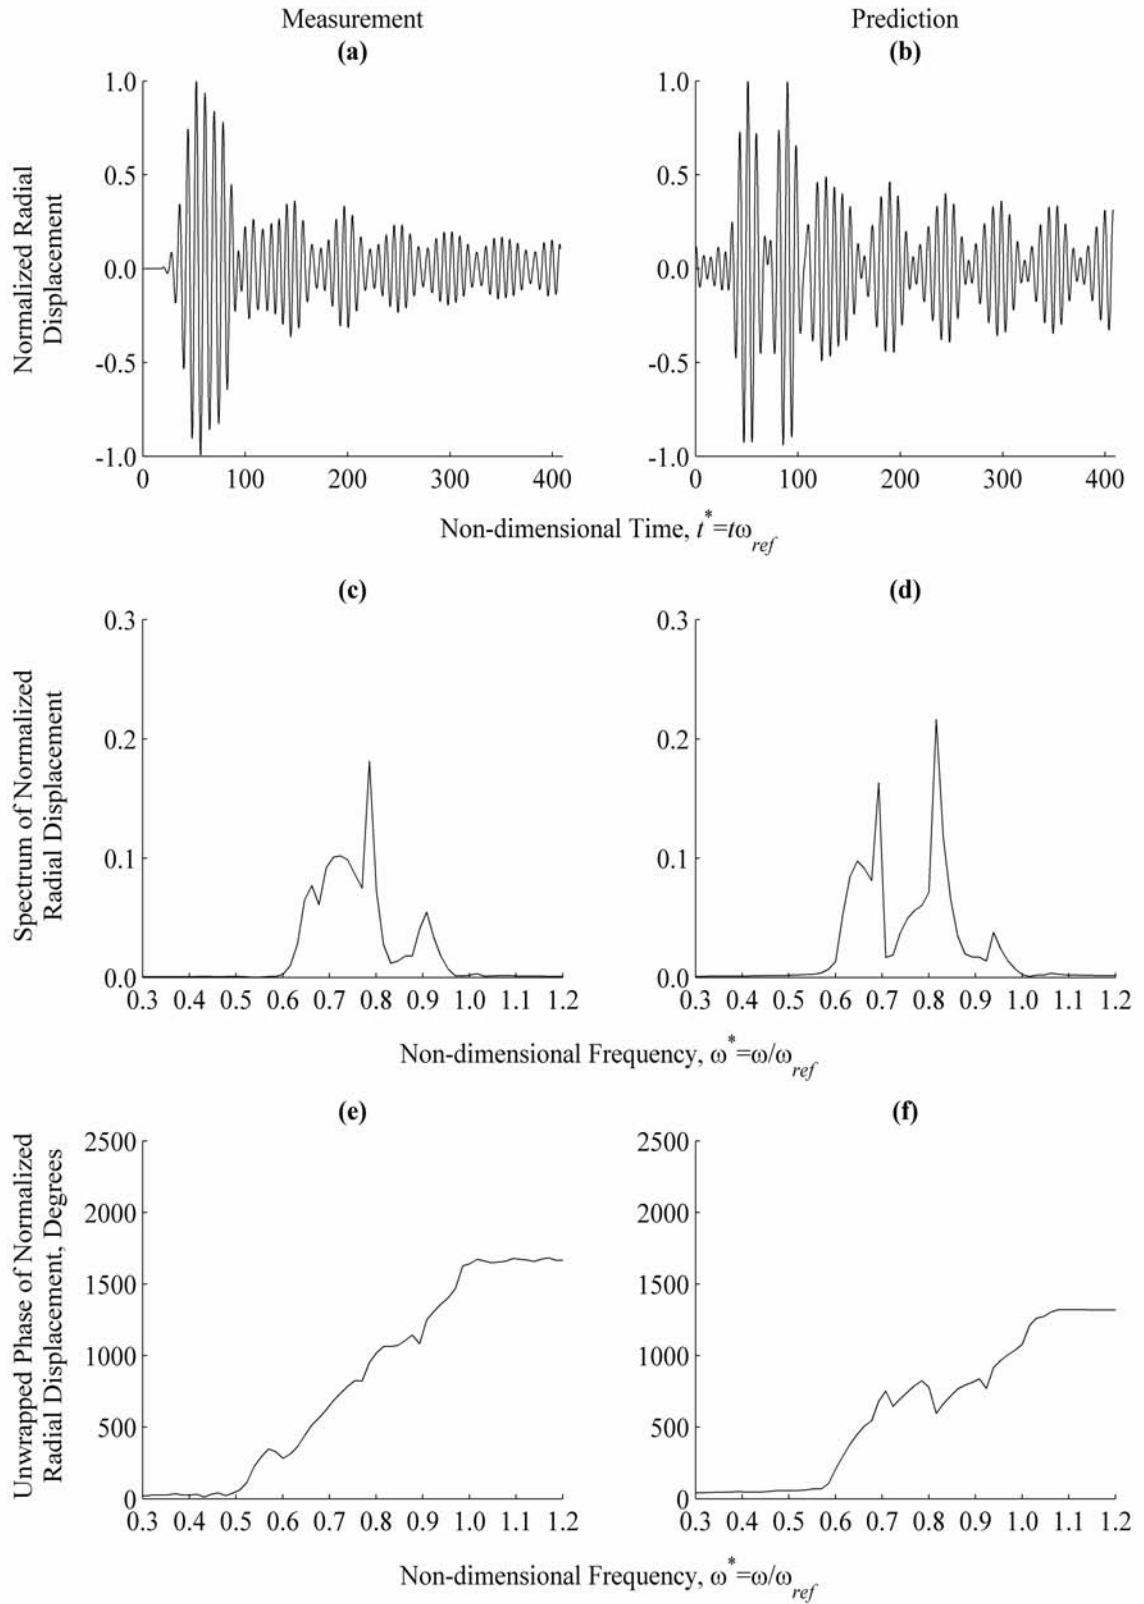 Measurement
Prediction
(a)
(b)
Normalized Radial
Displacement
1.0
0.5
0.0
-0.5
-1.0
0 100 200 300 400
1.0
0.5
0.0
-0.5
-1.0
0 100 200 300 400
Non-dimensional Time, t*=tω_ref
(c)
(d)
Spectrum of Normalized
Radial Displacement
0.3
0.2
0.1
0.0
0.3 0.4 0.5 0.6 0.7 0.8 0.9 1.0 1.1 1.2
0.3
0.2
0.1
0.0
0.3 0.4 0.5 0.6 0.7 0.8 0.9 1.0 1.1 1.2
Non-dimensional Frequency, ω*=ω/ω_ref
(e)
(f)
Unwrapped Phase of Normalized
Radial Displacement, Degrees
2500
2000
1500
1000
500
0
0.3 0.4 0.5 0.6 0.7 0.8 0.9 1.0 1.1 1.2
2500
2000
1500
1000
500
0
0.3 0.4 0.5 0.6 0.7 0.8 0.9 1.0 1.1 1.2
Non-dimensional Frequency, ω*=ω/ω_ref